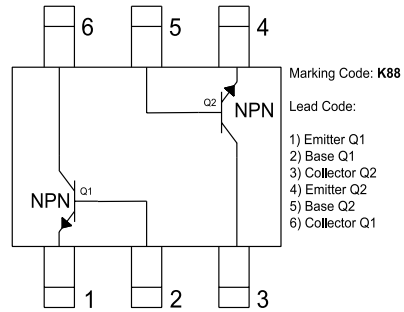 6 5 4
Marking Code: K88
Q2
NPN
Lead Code:
1) Emitter Q1
2) Base Q1
3) Collector Q2
4) Emitter Q2
5) Base Q2
6) Collector Q1
NPN
Q1
1 2 3